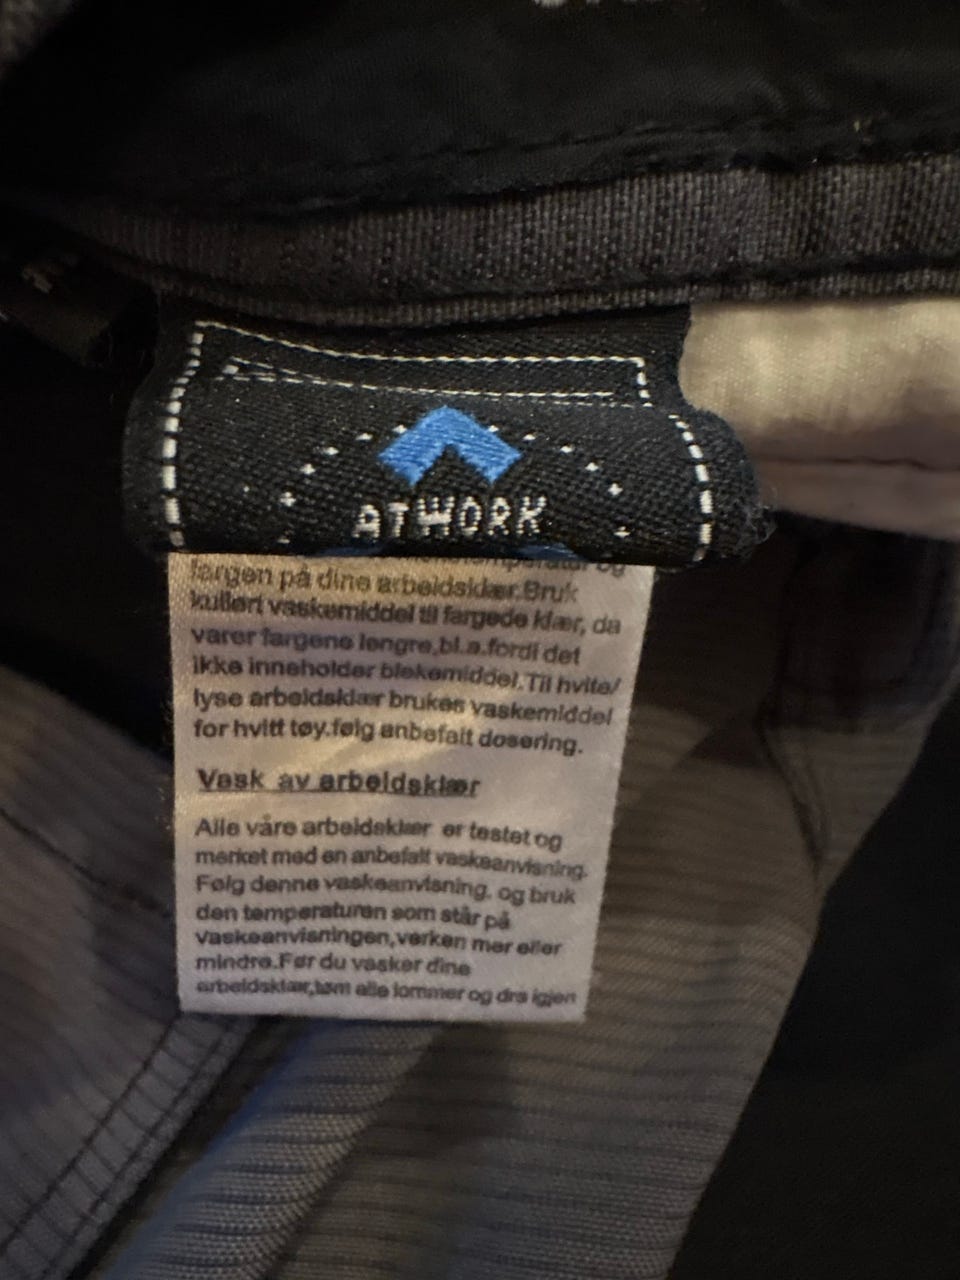 ATWORK
fargen på dine arbeidsklær.Bruk
kullørt vaskemiddel til fargede klær, da
varer fargene lengre,bl.a.fordi det
ikke inneholder blekemiddel.Til hvite/
lyse arbeidsklær brukes vaskemiddel
for hvitt tøy.følg anbefalt dosering.
Vask av arbeidsklær
Alle våre arbeidsklær er testet og
merket med en anbefalt vaskeanvisning.
Følg denne vaskeanvisning. og bruk
den temperaturen som står på
vaskeanvisningen,verken mer eller
mindre.Før du vasker dine
arbeidsklær,tøm alle lommer og dra igjen